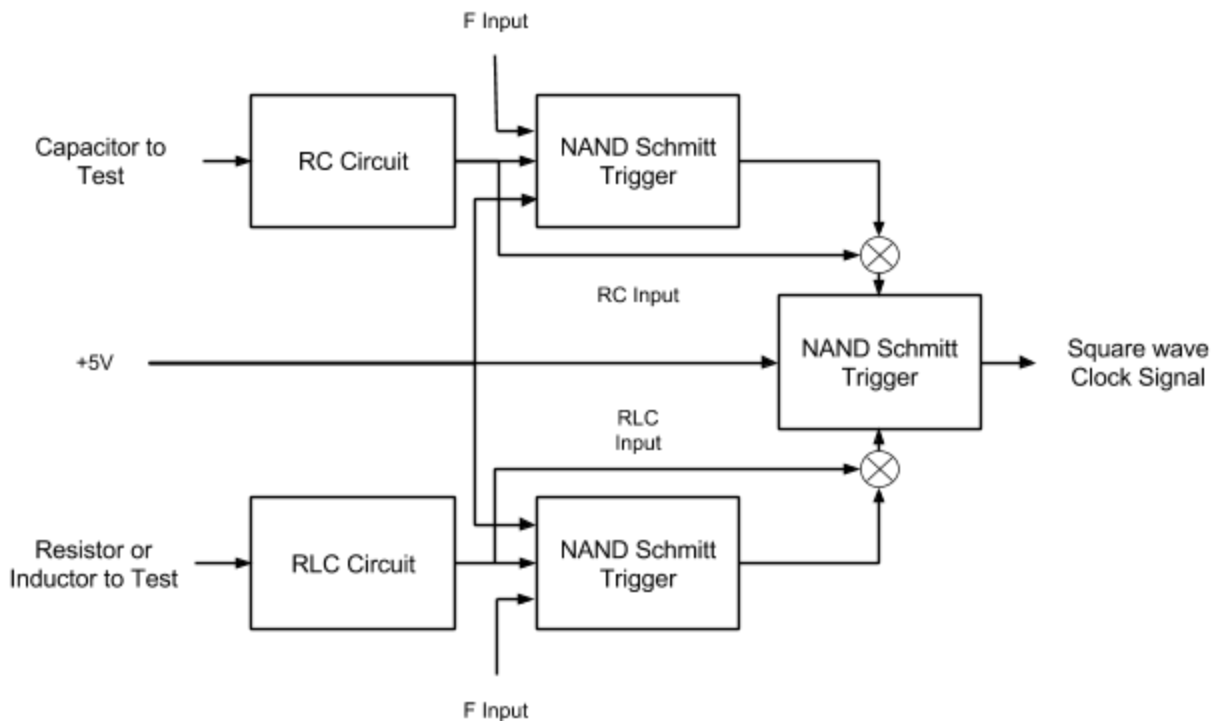 F Input
Capacitor to
Test
RC Circuit
NAND Schmitt
Trigger
RC Input
+5V
NAND Schmitt
Trigger
Square wave
Clock Signal
RLC
Input
Resistor or
Inductor to Test
RLC Circuit
NAND Schmitt
Trigger
F Input